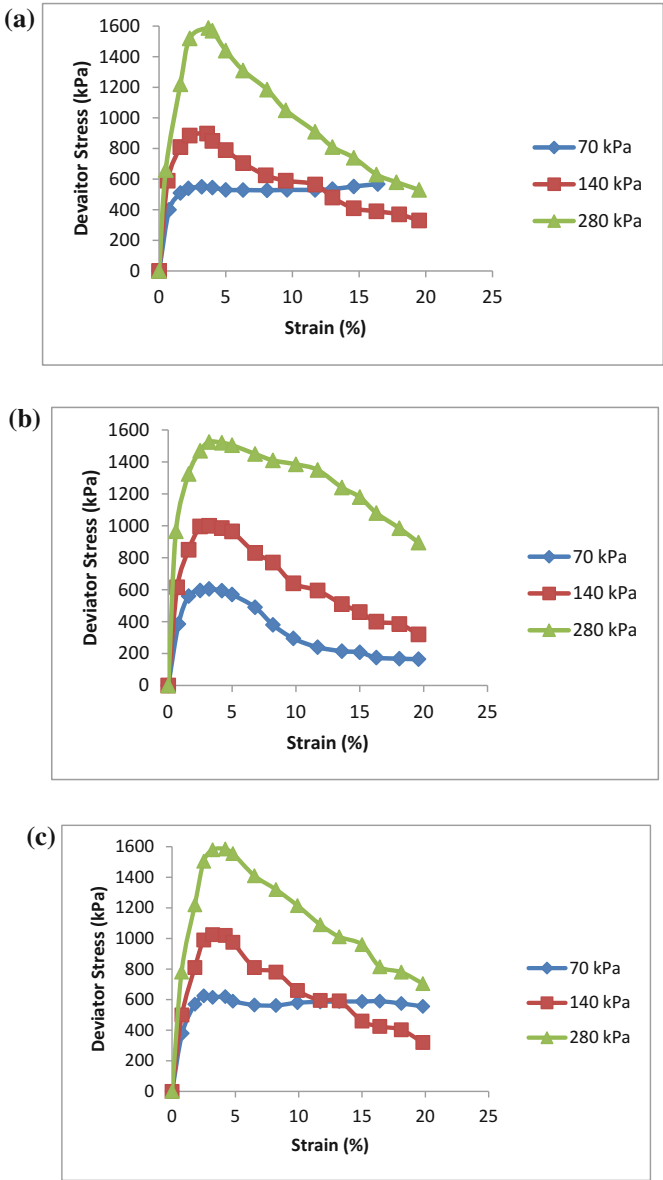 (a)
1600
1400
1200
1000
800
600
400
200
0
Devaitor Stress (kPa)
0 5 10 15 20 25
Strain (%)
70 kPa
140 kPa
280 kPa
(b)
1600
1400
1200
1000
800
600
400
200
0
Deviator Stress (kPa)
0 5 10 15 20 25
Strain (%)
70 kPa
140 kPa
280 kPa
(c)
1600
1400
1200
1000
800
600
400
200
0
Deviator Stress (kPa)
0 5 10 15 20 25
Strain (%)
70 kPa
140 kPa
280 kPa